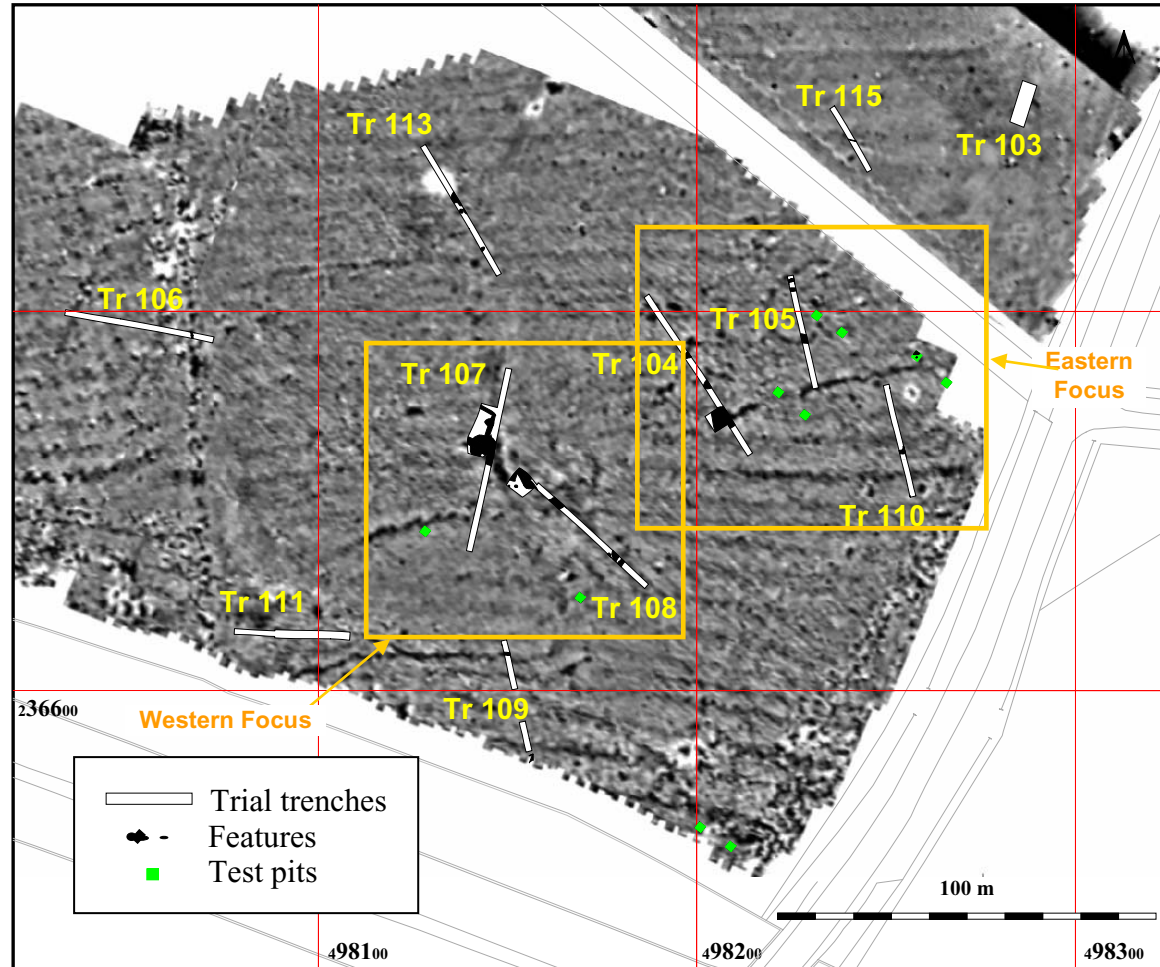 Tr 115
Tr 113
Tr 103
Tr 106
Tr 105
Tr 104
Eastern
Focus
Tr 107
Tr 110
Tr 111
Tr 108
Tr 109
236600
Western Focus
Trial trenches
Features
Test pits
100 m
498100
498200
498300